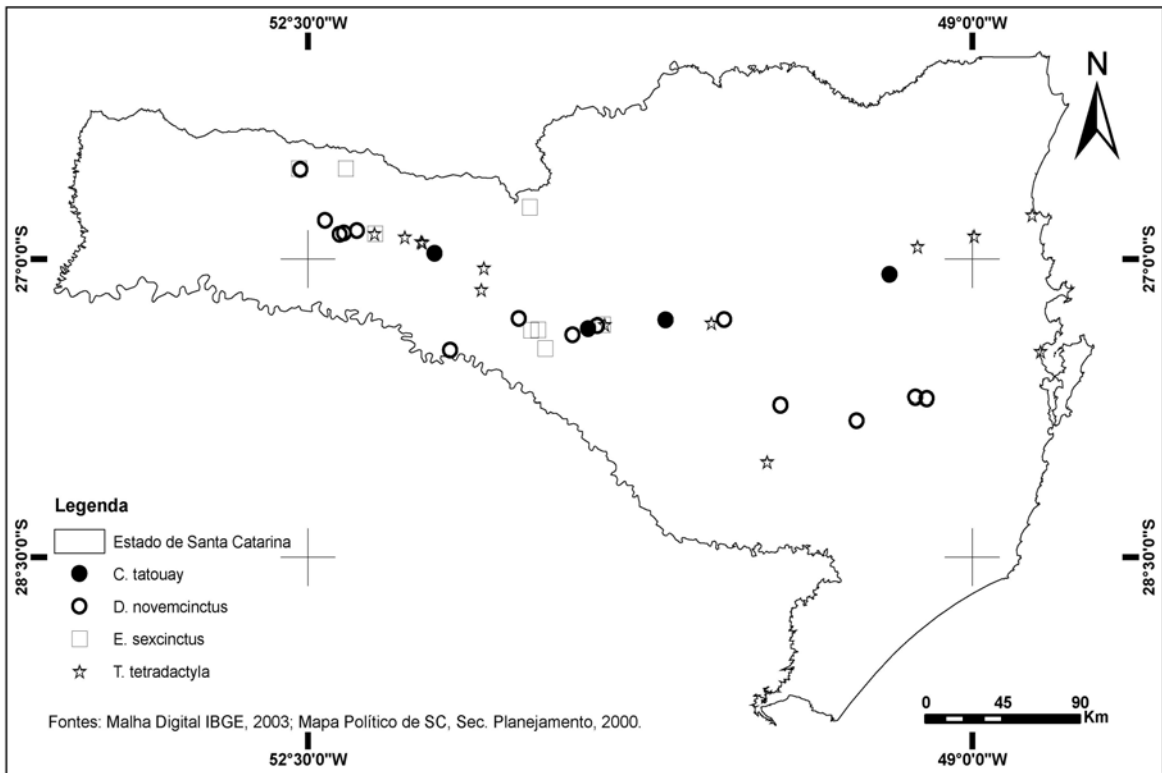 52°30'0"W
49°0'0"W
N
27°0'0"S
27°0'0"S
28°30'0"S
28°30'0"S
Legenda
Estado de Santa Catarina
C. tatouay
D. novemcinctus
E. sexcinctus
T. tetradactyla
Fontes: Malha Digital IBGE, 2003; Mapa Político de SC, Sec. Planejamento, 2000.
0 45 90
Km
52°30'0"W
49°0'0"W